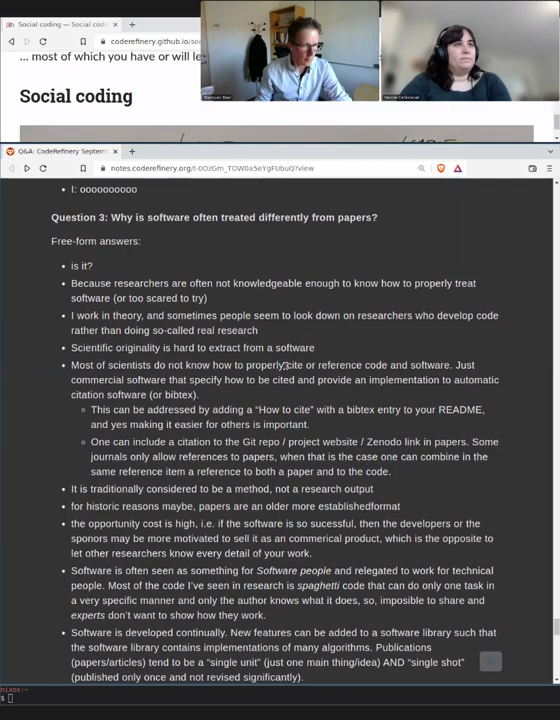 Social coding — Social codi
×
coderefinery.github.io/soc
... most of which you have or will le
Social coding
Radovan Bast
Q&A: CodeRefinery Septem
×
+
notes.coderefinery.org/t-0OzGm_TOW0a5eYgFUbuQ?view
I: oooooooooo
Question 3: Why is software often treated differently from papers?
Free-form answers:
• is it?
• Because researchers are often not knowledgeable enough to know how to properly treat
software (or too scared to try)
• I work in theory, and sometimes people seem to look down on researchers who develop code
rather than doing so-called real research
• Scientific originality is hard to extract from a software
• Most of scientists do not know how to properly cite or reference code and software. Just
commercial software that specify how to be cited and provide an implementation to automatic
citation software (or bibtex).
This can be addressed by adding a “How to cite” with a bibtex entry to your README,
and yes making it easier for others is important.
One can include a citation to the Git repo / project website / Zenodo link in papers. Some
journals only allow references to papers, when that is the case one can combine in the
same reference item a reference to both a paper and to the code.
• It is traditionally considered to be a method, not a research output
• for historic reasons maybe, papers are an older more establishedformat
• the opportunity cost is high, i.e. if the software is so sucessful, then the developers or the
sponors may be more motivated to sell it as an commerical product, which is the opposite to
let other researchers know every detail of your work.
• Software is often seen as something for Software people and relegated to work for technical
people. Most of the code I’ve seen in research is spaghetti code that can do only one task in
a very specific manner and only the author knows what it does, so, imposible to share and
experts don’t want to show how they work.
• Software is developed continually. New features can be added to a software library such that
the software library contains implementations of many algorithms. Publications
(papers/articles) tend to be a “single unit” (just one main thing/idea) AND “single shot”
(published only once and not revised significantly).
nixos:~
$